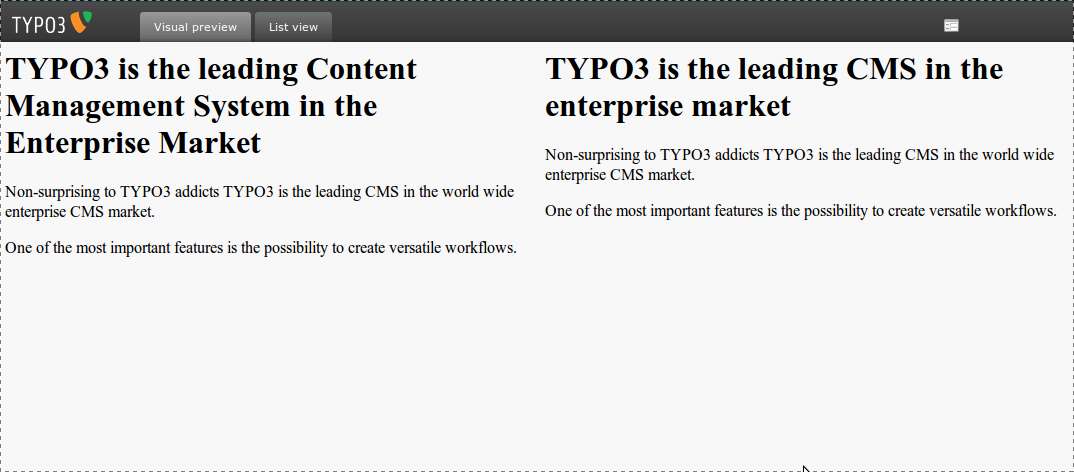 TYPO3
Visual preview
List view
TYPO3 is the leading Content
Management System in the
Enterprise Market
Non-surprising to TYPO3 addicts TYPO3 is the leading CMS in the world wide
enterprise CMS market.
One of the most important features is the possibility to create versatile workflows.
TYPO3 is the leading CMS in the
enterprise market
Non-surprising to TYPO3 addicts TYPO3 is the leading CMS in the world wide
enterprise CMS market.
One of the most important features is the possibility to create versatile workflows.